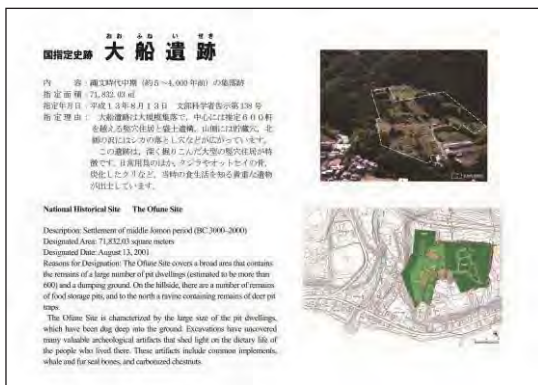 おお ふね い せき
国指定史跡 大船遺跡
内 容：縄文時代中期（約5～4,000年前）の集落跡
指定面積：71,832.03㎡
指定年月日：平成13年8月13日 文部科学省告示第138号
指定理由： 大船遺跡は大規模集落で、中心には推定600軒
を越える竪穴住居と盛土遺構、山側には貯蔵穴、北
側の沢にはシカの落とし穴などが広がっています。
この遺跡は、深く掘りこんだ大型の竪穴住居が特
徴です。日常用具のほか、クジラやオットセイの骨、
炭化したクリなど、当時の食生活を知る貴重な遺物
が出土しています。
National Historical Site The Ofune Site
Description: Settlement of middle Jomon period (BC 3000-2000)
Designated Area: 71,832.03 square meters
Designated Date: August 13, 2001
Reasons for Designation: The Ofune Site covers a broad area that contains
the remains of a large number of pit dwellings (estimated to be more than
600) and a dumping ground. On the hillside, there are a number of remains
of food storage pits, and to the north a ravine containing remains of deer pit
traps.
The Ofune Site is characterized by the large size of the pit dwellings,
which have been dug deep into the ground. Excavations have uncovered
many valuable archeological artifacts that shed light on the dietary life of
the people who lived there. These artifacts include common implements,
whale and fur seal bones, and carbonized chestnuts.